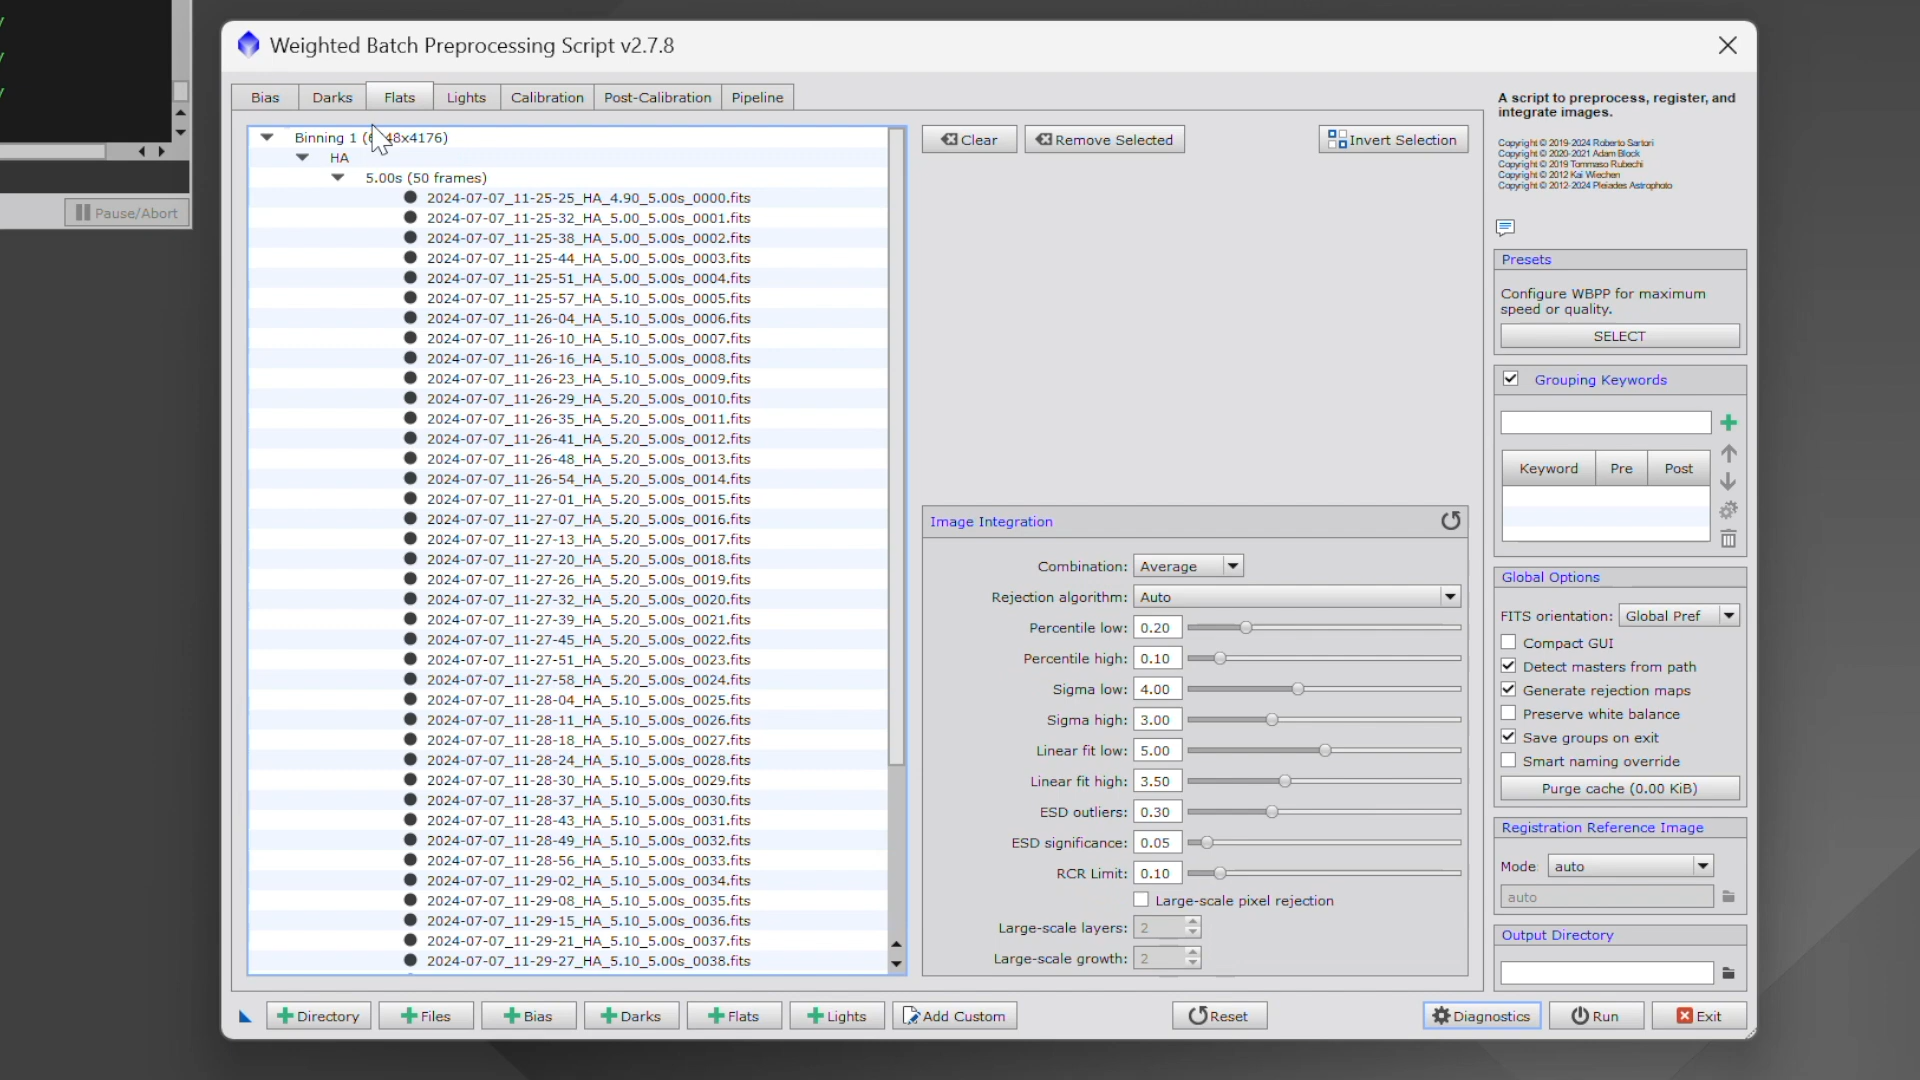 Weighted Batch Preprocessing Script v2.7.8
Bias
Darks
Flats
Lights
Calibration
Post-Calibration
Pipeline
Binning 1 (
48x4176)
HA
5.00s (50 frames)
2024-07-07_11-25-25_HA_4.90_5.00s_0000.fits
2024-07-07_11-25-32_HA_5.00_5.00s_0001.fits
2024-07-07_11-25-38_HA_5.00_5.00s_0002.fits
2024-07-07_11-25-44_HA_5.00_5.00s_0003.fits
2024-07-07_11-25-51_HA_5.00_5.00s_0004.fits
2024-07-07_11-25-57_HA_5.10_5.00s_0005.fits
2024-07-07_11-26-04_HA_5.10_5.00s_0006.fits
2024-07-07_11-26-10_HA_5.10_5.00s_0007.fits
2024-07-07_11-26-16_HA_5.10_5.00s_0008.fits
2024-07-07_11-26-23_HA_5.10_5.00s_0009.fits
2024-07-07_11-26-29_HA_5.20_5.00s_0010.fits
2024-07-07_11-26-35_HA_5.20_5.00s_0011.fits
2024-07-07_11-26-41_HA_5.20_5.00s_0012.fits
2024-07-07_11-26-48_HA_5.20_5.00s_0013.fits
2024-07-07_11-26-54_HA_5.20_5.00s_0014.fits
2024-07-07_11-27-01_HA_5.20_5.00s_0015.fits
2024-07-07_11-27-07_HA_5.20_5.00s_0016.fits
2024-07-07_11-27-13_HA_5.20_5.00s_0017.fits
2024-07-07_11-27-20_HA_5.20_5.00s_0018.fits
2024-07-07_11-27-26_HA_5.20_5.00s_0019.fits
2024-07-07_11-27-32_HA_5.20_5.00s_0020.fits
2024-07-07_11-27-39_HA_5.20_5.00s_0021.fits
2024-07-07_11-27-45_HA_5.20_5.00s_0022.fits
2024-07-07_11-27-51_HA_5.20_5.00s_0023.fits
2024-07-07_11-27-58_HA_5.20_5.00s_0024.fits
2024-07-07_11-28-04_HA_5.10_5.00s_0025.fits
2024-07-07_11-28-11_HA_5.10_5.00s_0026.fits
2024-07-07_11-28-18_HA_5.10_5.00s_0027.fits
2024-07-07_11-28-24_HA_5.10_5.00s_0028.fits
2024-07-07_11-28-30_HA_5.10_5.00s_0029.fits
2024-07-07_11-28-37_HA_5.10_5.00s_0030.fits
2024-07-07_11-28-43_HA_5.10_5.00s_0031.fits
2024-07-07_11-28-49_HA_5.10_5.00s_0032.fits
2024-07-07_11-28-56_HA_5.10_5.00s_0033.fits
2024-07-07_11-29-02_HA_5.10_5.00s_0034.fits
2024-07-07_11-29-08_HA_5.10_5.00s_0035.fits
2024-07-07_11-29-15_HA_5.10_5.00s_0036.fits
2024-07-07_11-29-21_HA_5.10_5.00s_0037.fits
2024-07-07_11-29-27_HA_5.10_5.00s_0038.fits
Clear
Remove Selected
Invert Selection
Image Integration
Combination: Average
Rejection algorithm: Auto
Percentile low: 0.20
Percentile high: 0.10
Sigma low: 4.00
Sigma high: 3.00
Linear fit low: 5.00
Linear fit high: 3.50
ESD outliers: 0.30
ESD significance: 0.05
RCR Limit: 0.10
Large-scale pixel rejection
Large-scale layers: 2
Large-scale growth: 2
A script to preprocess, register, and
integrate images.
Copyright © 2019-2024 Roberto Sartori
Copyright © 2020-2021 Adam Block
Copyright © 2019 Tommaso Rubechi
Copyright © 2012 Kai Wiechen
Copyright © 2012-2024 Pleiades Astrophoto
Presets
Configure WBPP for maximum
speed or quality.
SELECT
Grouping Keywords
Keyword
Pre
Post
Global Options
FITS orientation: Global Pref
Compact GUI
Detect masters from path
Generate rejection maps
Preserve white balance
Save groups on exit
Smart naming override
Purge cache (0.00 KiB)
Registration Reference Image
Mode: auto
auto
Output Directory
Directory
Files
Bias
Darks
Flats
Lights
Add Custom
Reset
Diagnostics
Run
Exit
Pause/Abort